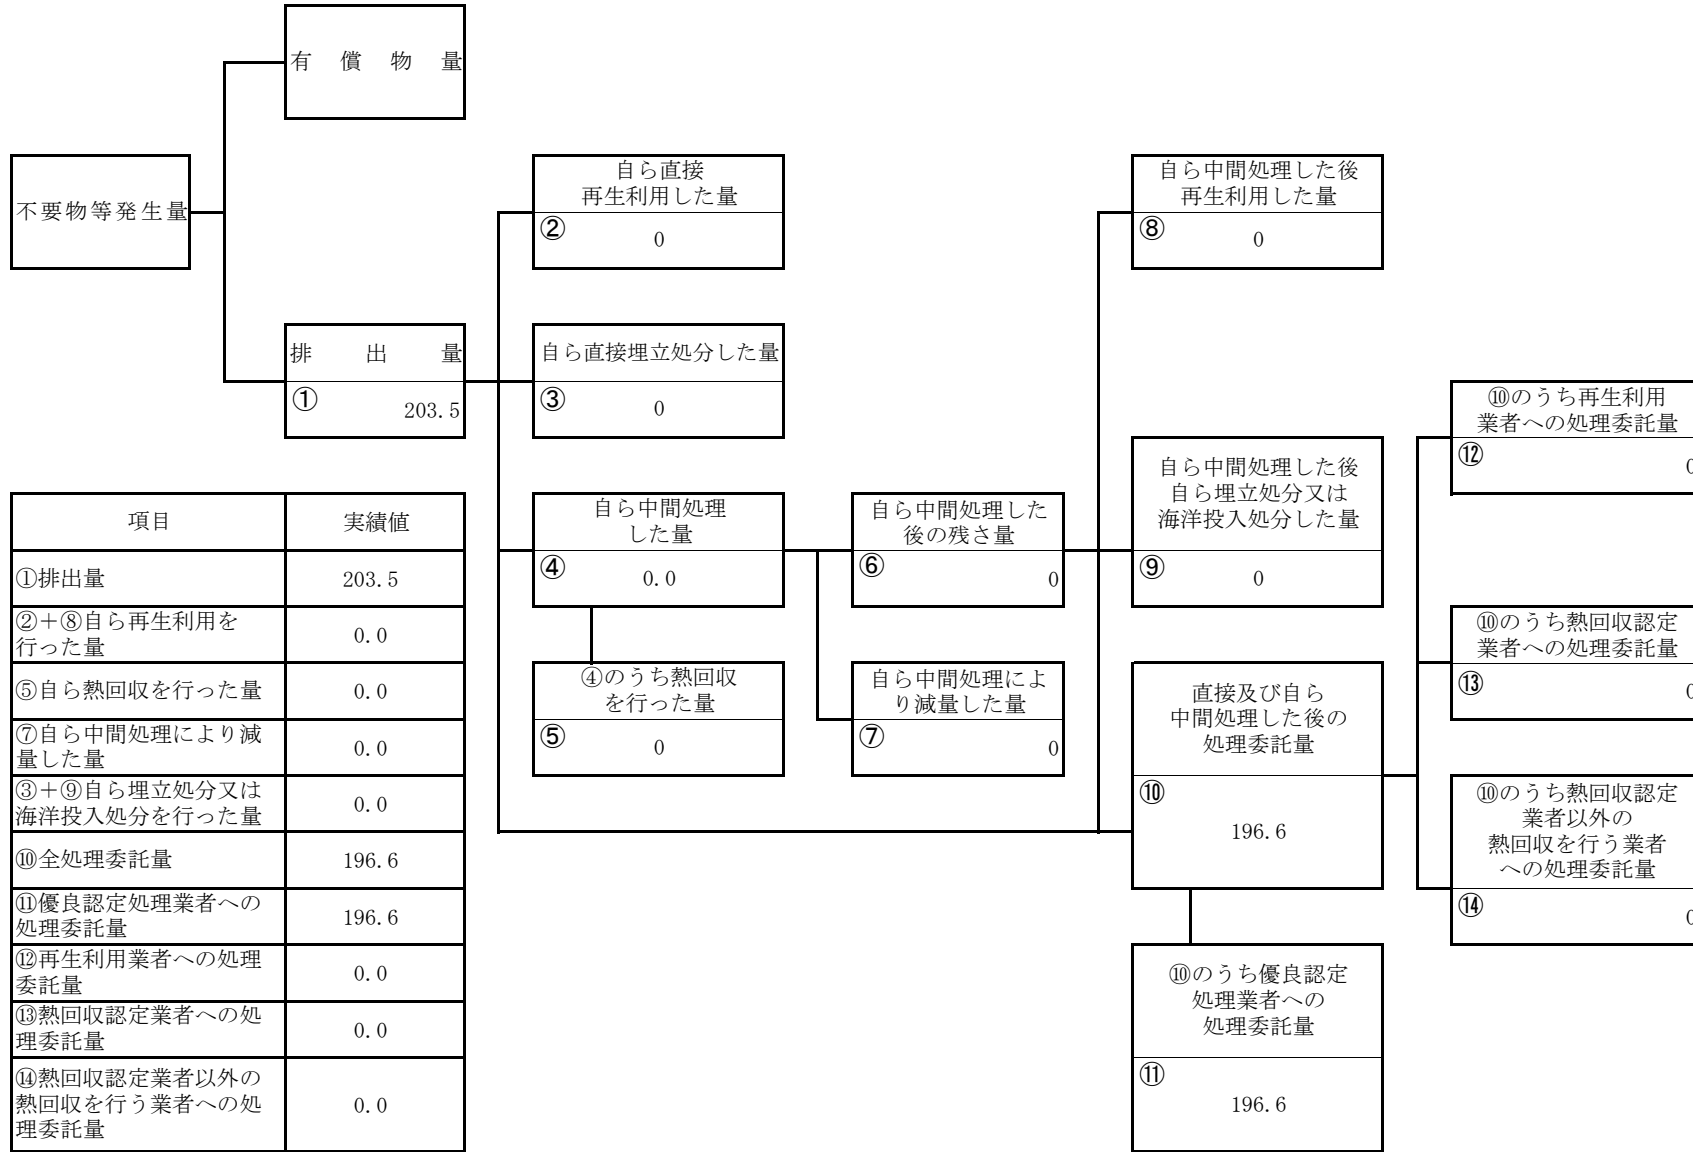 有償物量
不要物等発生量
自ら直接
再生利用した量
② 0
自ら中間処理した後
再生利用した量
⑧ 0
排出量
① 203.5
自ら直接埋立処分した量
③ 0
⑩のうち再生利用
業者への処理委託量
⑫ 0
自ら中間処理
した量
④ 0.0
自ら中間処理した
後の残さ量
⑥ 0
自ら中間処理した後
自ら埋立処分又は
海洋投入処分した量
⑨ 0
⑩のうち熱回収認定
業者への処理委託量
⑬ 0
④のうち熱回収
を行った量
⑤ 0
自ら中間処理によ
り減量した量
⑦ 0
直接及び自ら
中間処理した後の
処理委託量
⑩
196.6
⑩のうち熱回収認定
業者以外の
熱回収を行う業者
への処理委託量
⑭ 0
⑩のうち優良認定
処理業者への
処理委託量
⑪
196.6
項目 実績値
①排出量 203.5
②＋⑧自ら再生利用を
行った量 0.0
⑤自ら熱回収を行った量 0.0
⑦自ら中間処理により減
量した量 0.0
③＋⑨自ら埋立処分又は
海洋投入処分を行った量 0.0
⑩全処理委託量 196.6
⑪優良認定処理業者への
処理委託量 196.6
⑫再生利用業者への処理
委託量 0.0
⑬熱回収認定業者への処
理委託量 0.0
⑭熱回収認定業者以外の
熱回収を行う業者への処
理委託量 0.0